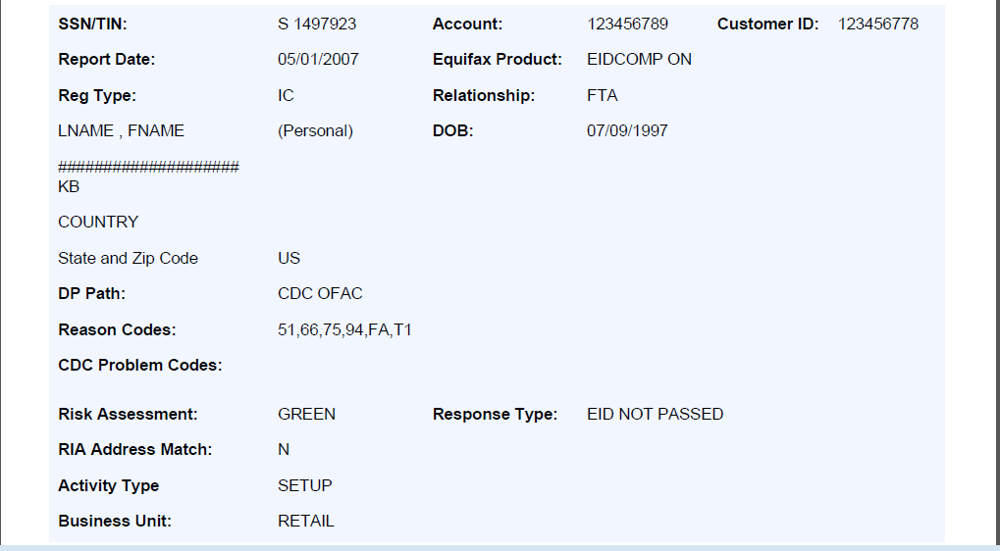 SSN/TIN: S 1497923 Account: 123456789 Customer ID: 123456778
Report Date: 05/01/2007 Equifax Product: EIDCOMP ON
Reg Type: IC Relationship: FTA
LNAME , FNAME (Personal) DOB: 07/09/1997
####################
KB
COUNTRY
State and Zip Code US
DP Path: CDC OFAC
Reason Codes: 51,66,75,94,FA,T1
CDC Problem Codes:
Risk Assessment: GREEN Response Type: EID NOT PASSED
RIA Address Match: N
Activity Type SETUP
Business Unit: RETAIL